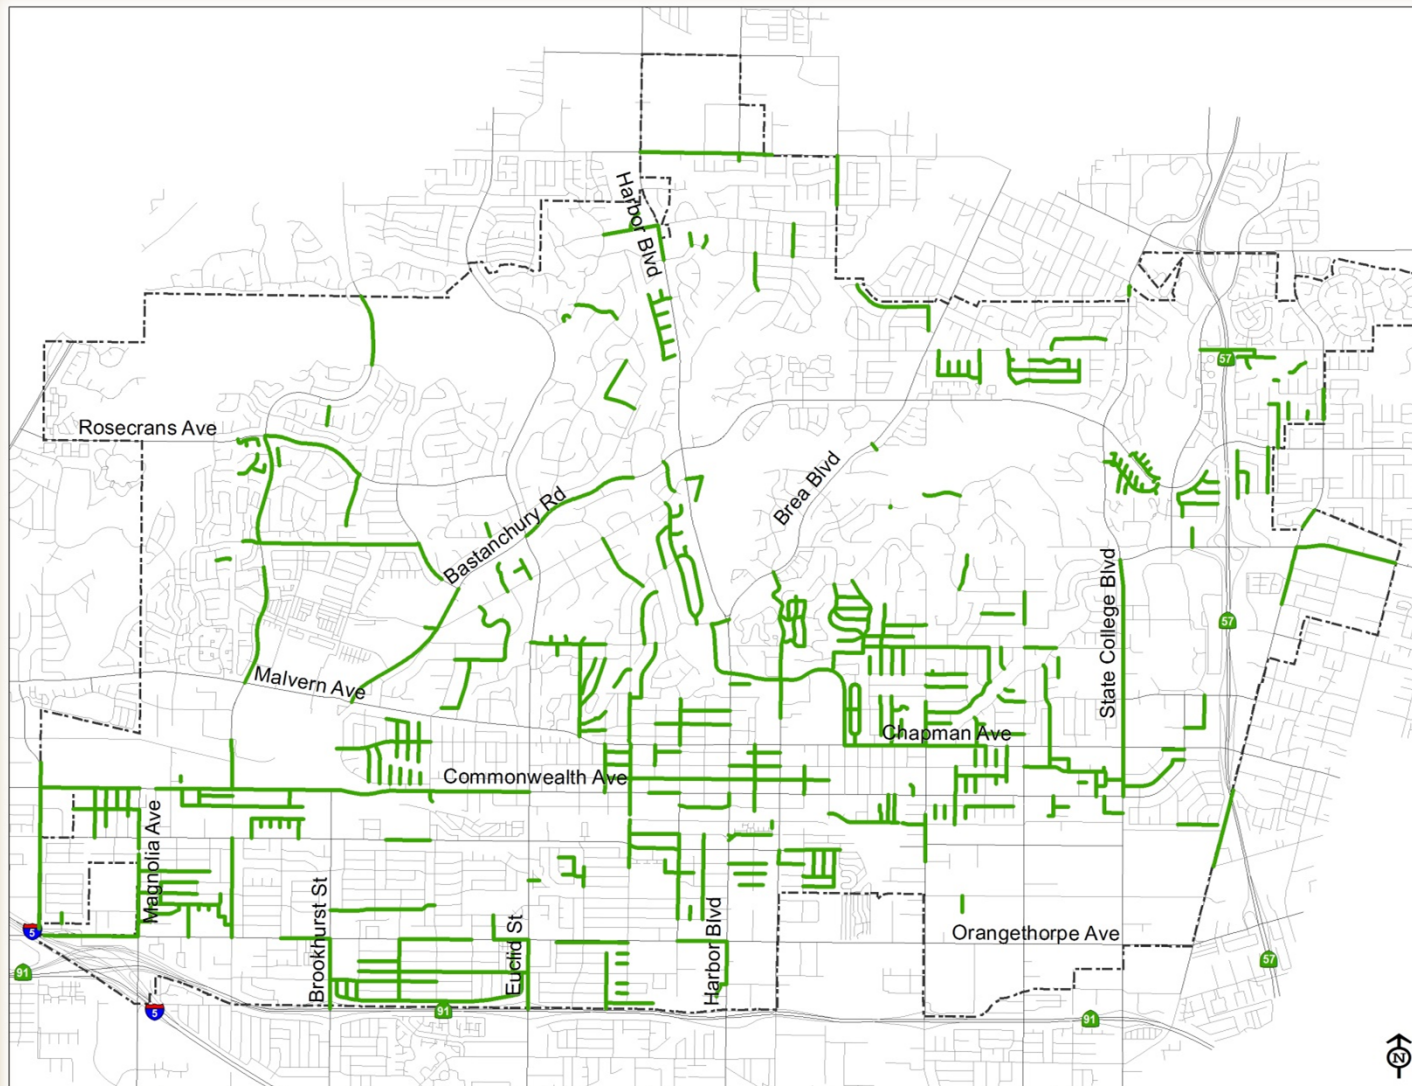 Harbor Blvd
57
Rosecrans Ave
Bastanchury Rd
Brea Blvd
State College Blvd
57
Malvern Ave
Chapman Ave
Commonwealth Ave
Magnolia Ave
Brookhurst St
Euclid St
Harbor Blvd
Orangethorpe Ave
5
91
57
5
91
91
N